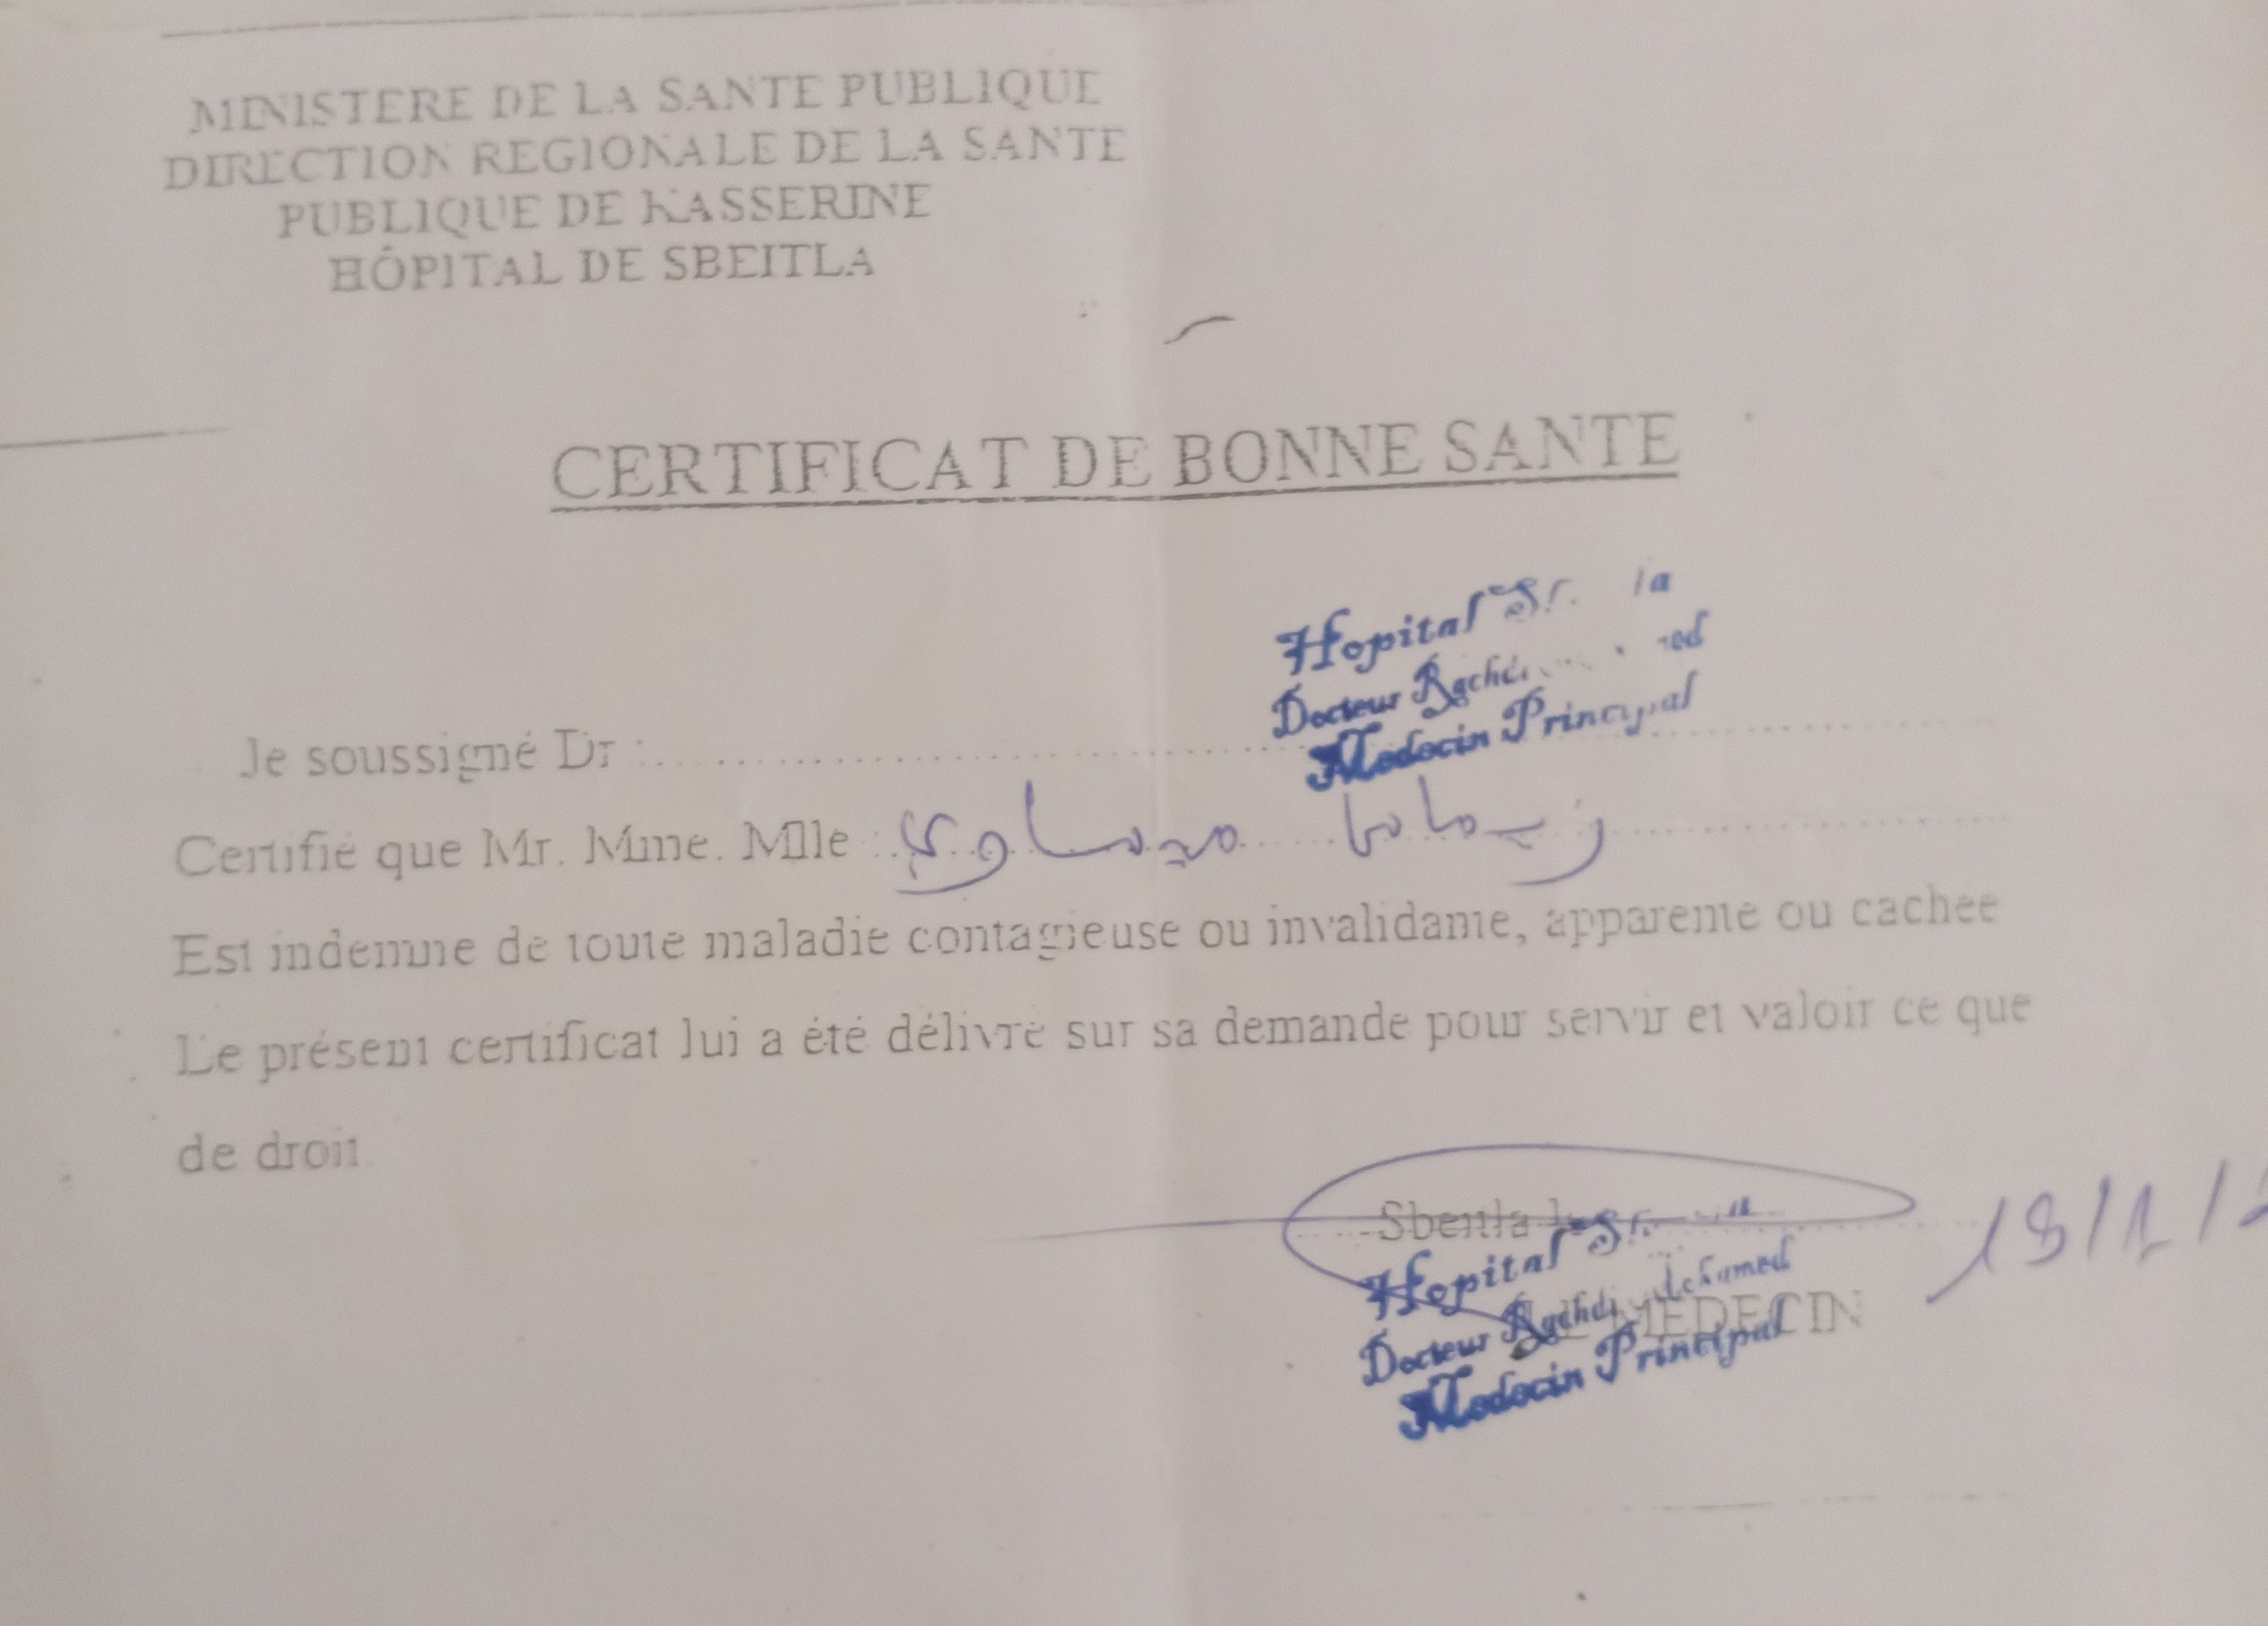 MINISTERE DE LA SANTE PUBLIQUE
DIRECTION REGIONALE DE LA SANTE
PUBLIQUE DE KASSERINE
HÔPITAL DE SBEITLA
CERTIFICAT DE BONNE SANTE
Hopital
Docteur
Medecin Principal
Je soussigné Dr :
Certifie que Mr. Mme. Mlle :
Est indemne de toute maladie contagieuse ou invalidante, apparente ou cachée
Le présent certificat lui a été délivré sur sa demande pour servir et valoir ce que
de droit
Sbeitla le
Hopital
Docteur Mohamed
LE MEDECIN
Medecin Principal